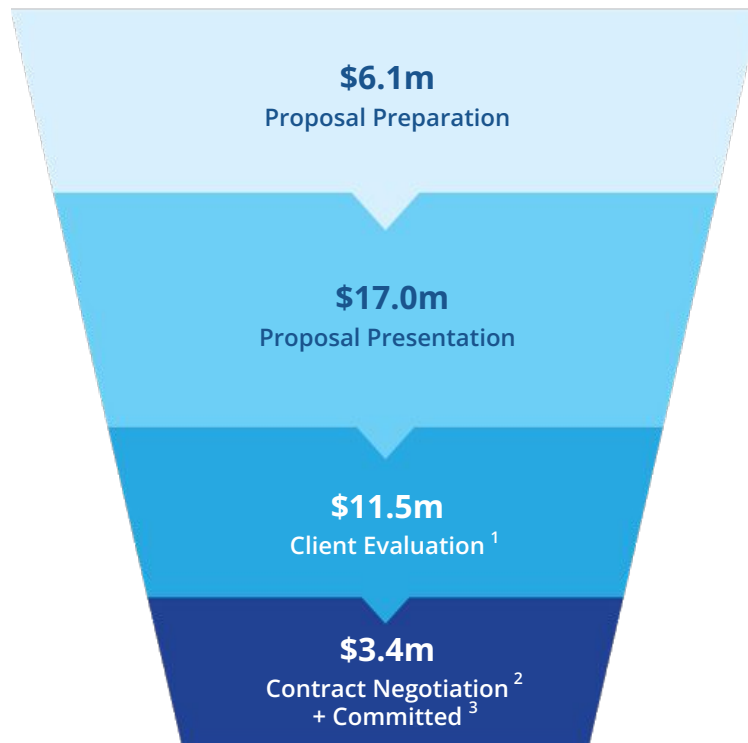 $6.1m
Proposal Preparation
$17.0m
Proposal Presentation
$11.5m
Client Evaluation 1
$3.4m
Contract Negotiation 2
+ Committed 3